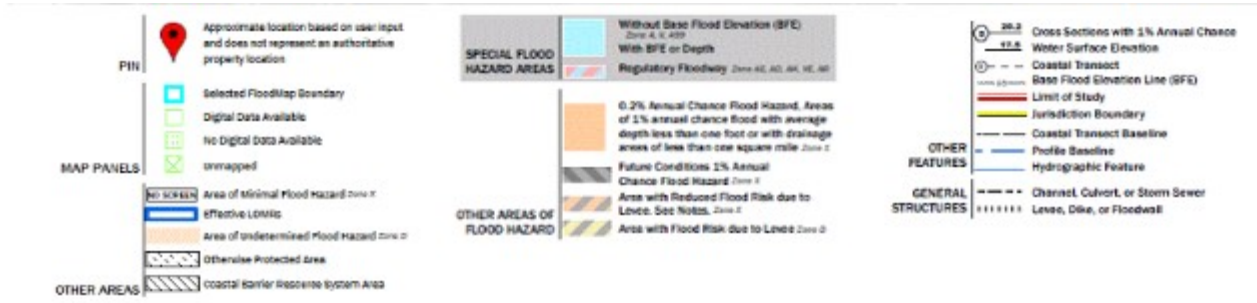 PIN
Approximate location based on user input
and does not represent an authoritative
property location
MAP PANELS
Selected FloodMap Boundary
Digital Data Available
No Digital Data Available
Unmapped
OTHER AREAS
NO SCREEN Area of Minimal Flood Hazard Zone X
Effective LOMRs
Area of Undetermined Flood Hazard Zone D
Otherwise Protected Area
Coastal Barrier Resource System Area
SPECIAL FLOOD
HAZARD AREAS
Without Base Flood Elevation (BFE)
Zone A, V, A99
With BFE or Depth
Regulatory Floodway Zone AE, AO, AH, VE, AR
OTHER AREAS OF
FLOOD HAZARD
0.2% Annual Chance Flood Hazard, Areas
of 1% annual chance flood with average
depth less than one foot or with drainage
areas of less than one square mile Zone X
Future Conditions 1% Annual
Chance Flood Hazard Zone X
Area with Reduced Flood Risk due to
Levee. See Notes. Zone X
Area with Flood Risk due to Levee Zone D
OTHER
FEATURES
20.2 Cross Sections with 1% Annual Chance
17.5 Water Surface Elevation
Coastal Transect
Base Flood Elevation Line (BFE)
Limit of Study
Jurisdiction Boundary
Coastal Transect Baseline
Profile Baseline
Hydrographic Feature
GENERAL
STRUCTURES
Channel, Culvert, or Storm Sewer
Levee, Dike, or Floodwall